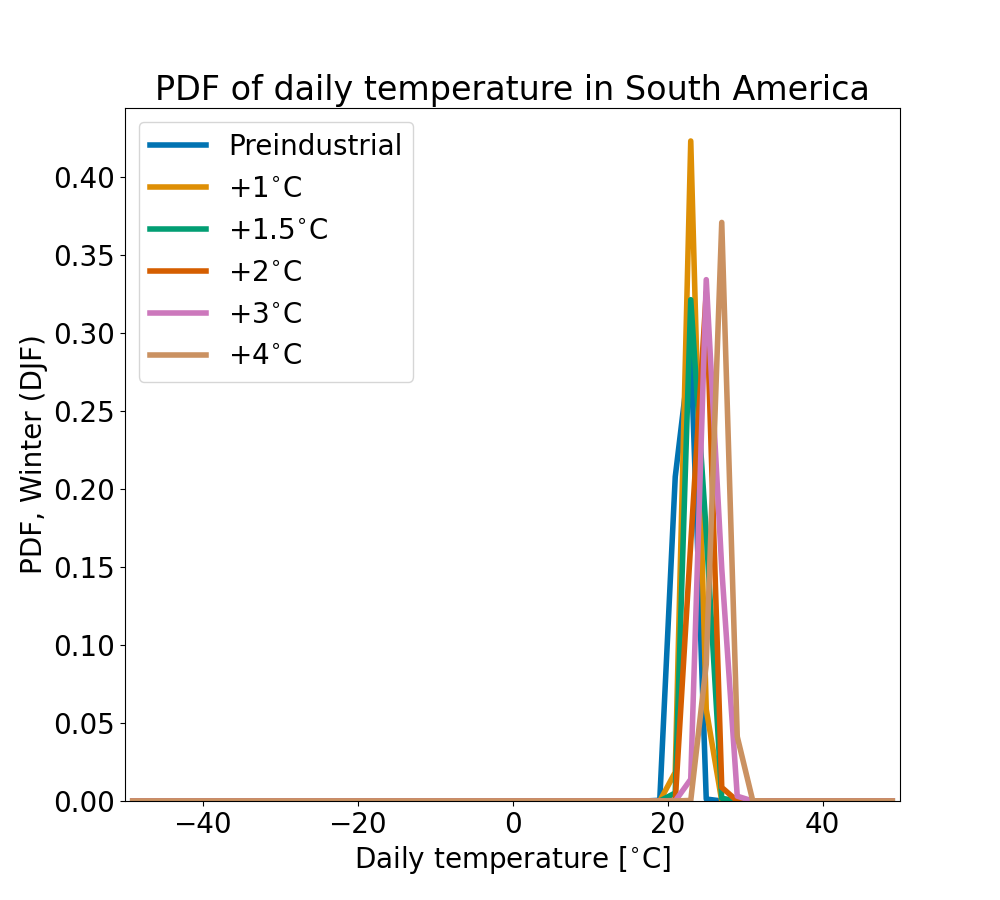 PDF of daily temperature in South America
Preindustrial
+1°C
+1.5°C
+2°C
+3°C
+4°C
PDF, Winter (DJF)
0.40
0.35
0.30
0.25
0.20
0.15
0.10
0.05
0.00
−40 −20 0 20 40
Daily temperature [°C]